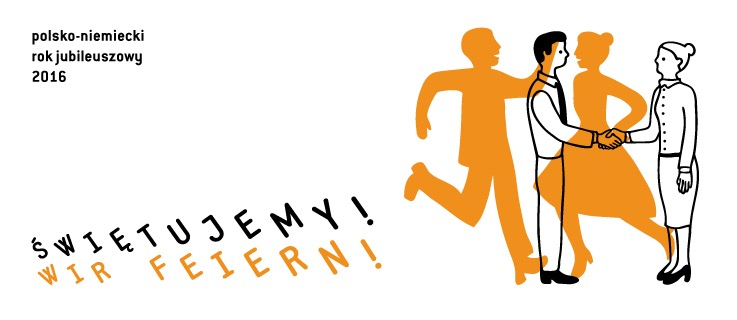 polsko-niemiecki
rok jubileuszowy
2016
ŚWIĘTUJEMY!
WIR FEIERN!